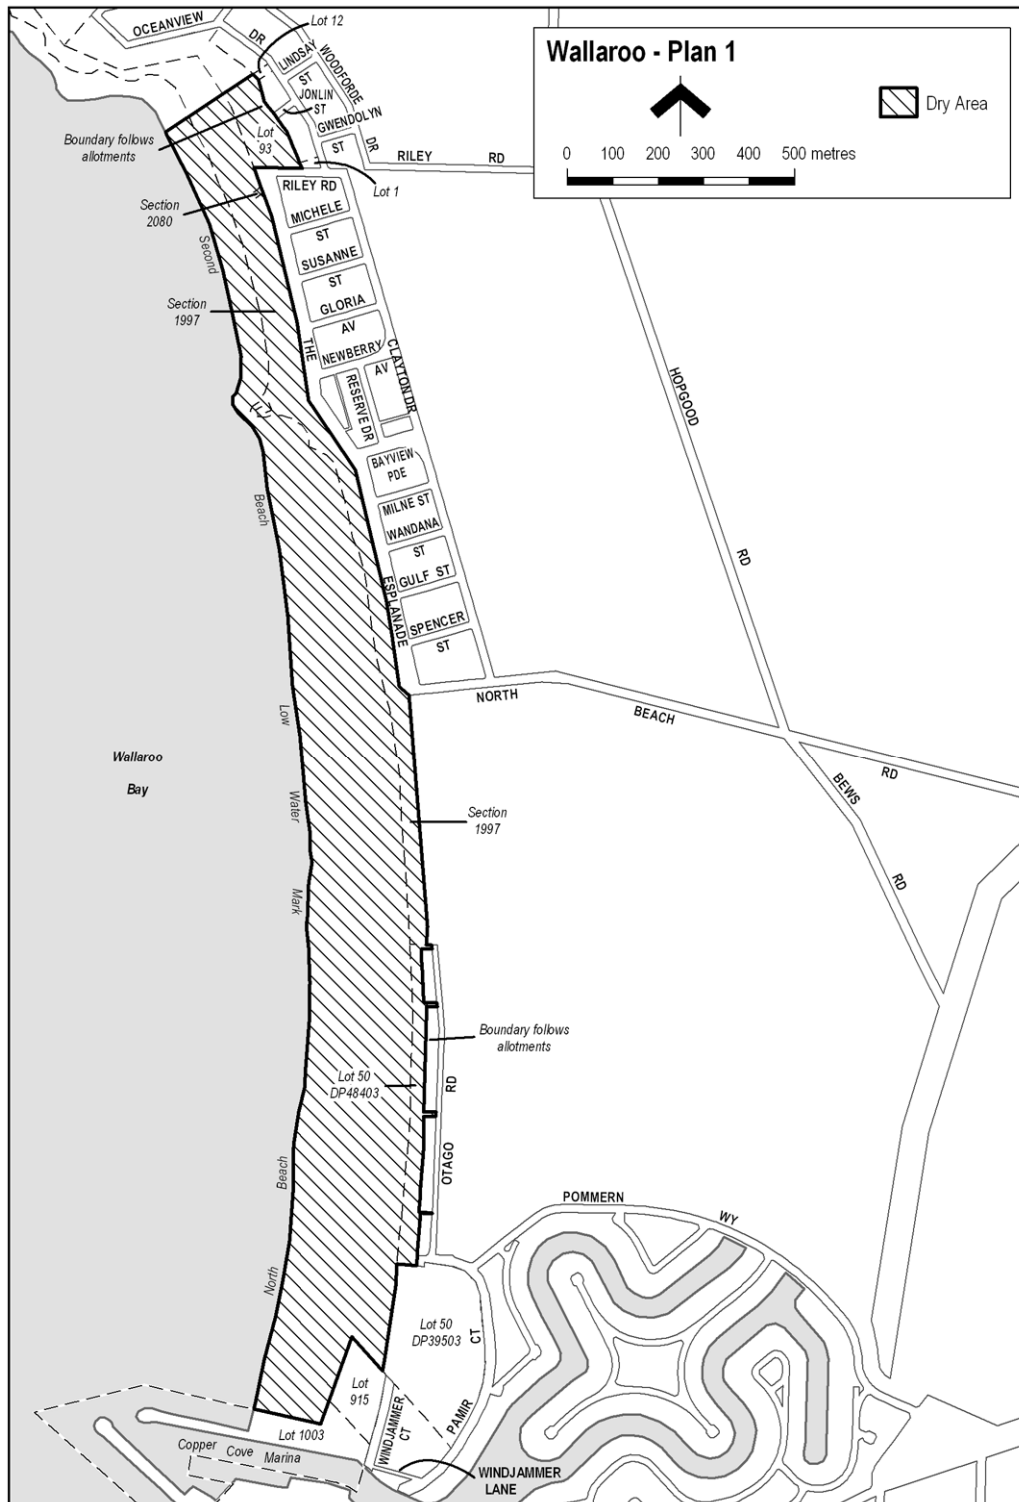 Wallaroo - Plan 1
Dry Area
0 100 200 300 400 500 metres
OCEANVIEW
DR
Lot 12
LINDSAY
ST
WOODFORDE
DR
JONLIN
ST
GWENDOLYN
ST
Boundary follows
allotments
Lot
93
RILEY RD
Lot 1
Section
2080
RILEY RD
MICHELE
ST
SUSANNE
ST
GLORIA
AV
NEWBERRY
AV
Second
Section
1997
THE
RESERVE DR
CLAYTON DR
HOPGOOD
RD
BAYVIEW
PDE
MILNE ST
WANDANA
ST
GULF ST
Beach
ESPLANADE
SPENCER
ST
NORTH
BEACH
RD
Low
Wallaroo
Bay
Water
BEWS
RD
Section
1997
Mark
Boundary follows
allotments
Lot 50
DP48403
RD
OTAGO
Beach
POMMERN
WY
North
Lot 50
DP39503
CT
PAMIR
Lot
915
WINDJAMMER
CT
Lot 1003
Copper Cove Marina
WINDJAMMER
LANE